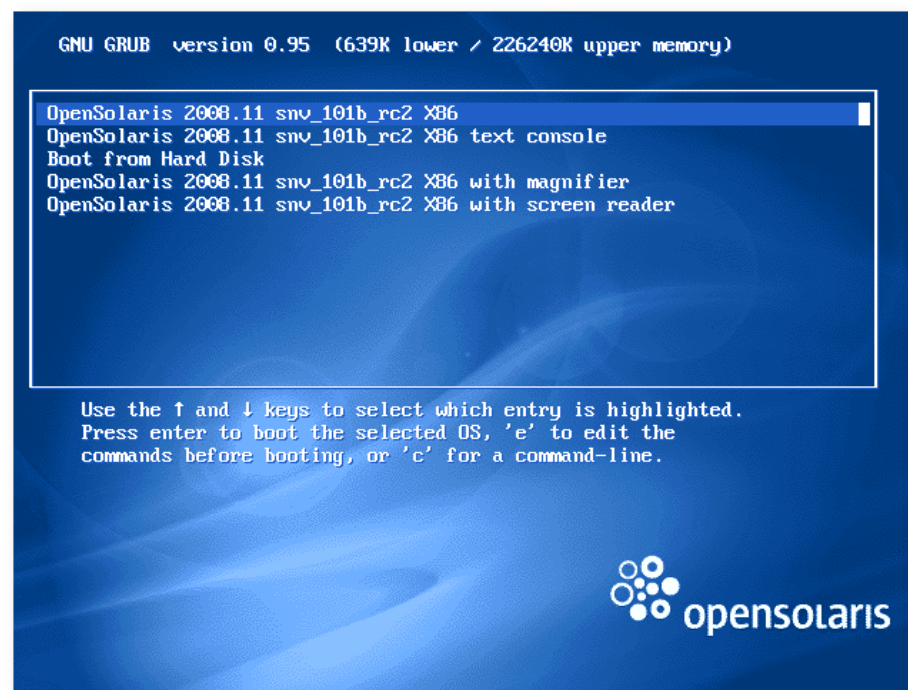 GNU GRUB  version 0.95  (639K lower / 226240K upper memory)
OpenSolaris 2008.11 snv_101b_rc2 X86
OpenSolaris 2008.11 snv_101b_rc2 X86 text console
Boot from Hard Disk
OpenSolaris 2008.11 snv_101b_rc2 X86 with magnifier
OpenSolaris 2008.11 snv_101b_rc2 X86 with screen reader
Use the ↑ and ↓ keys to select which entry is highlighted.
Press enter to boot the selected OS, 'e' to edit the
commands before booting, or 'c' for a command-line.
opensolaris